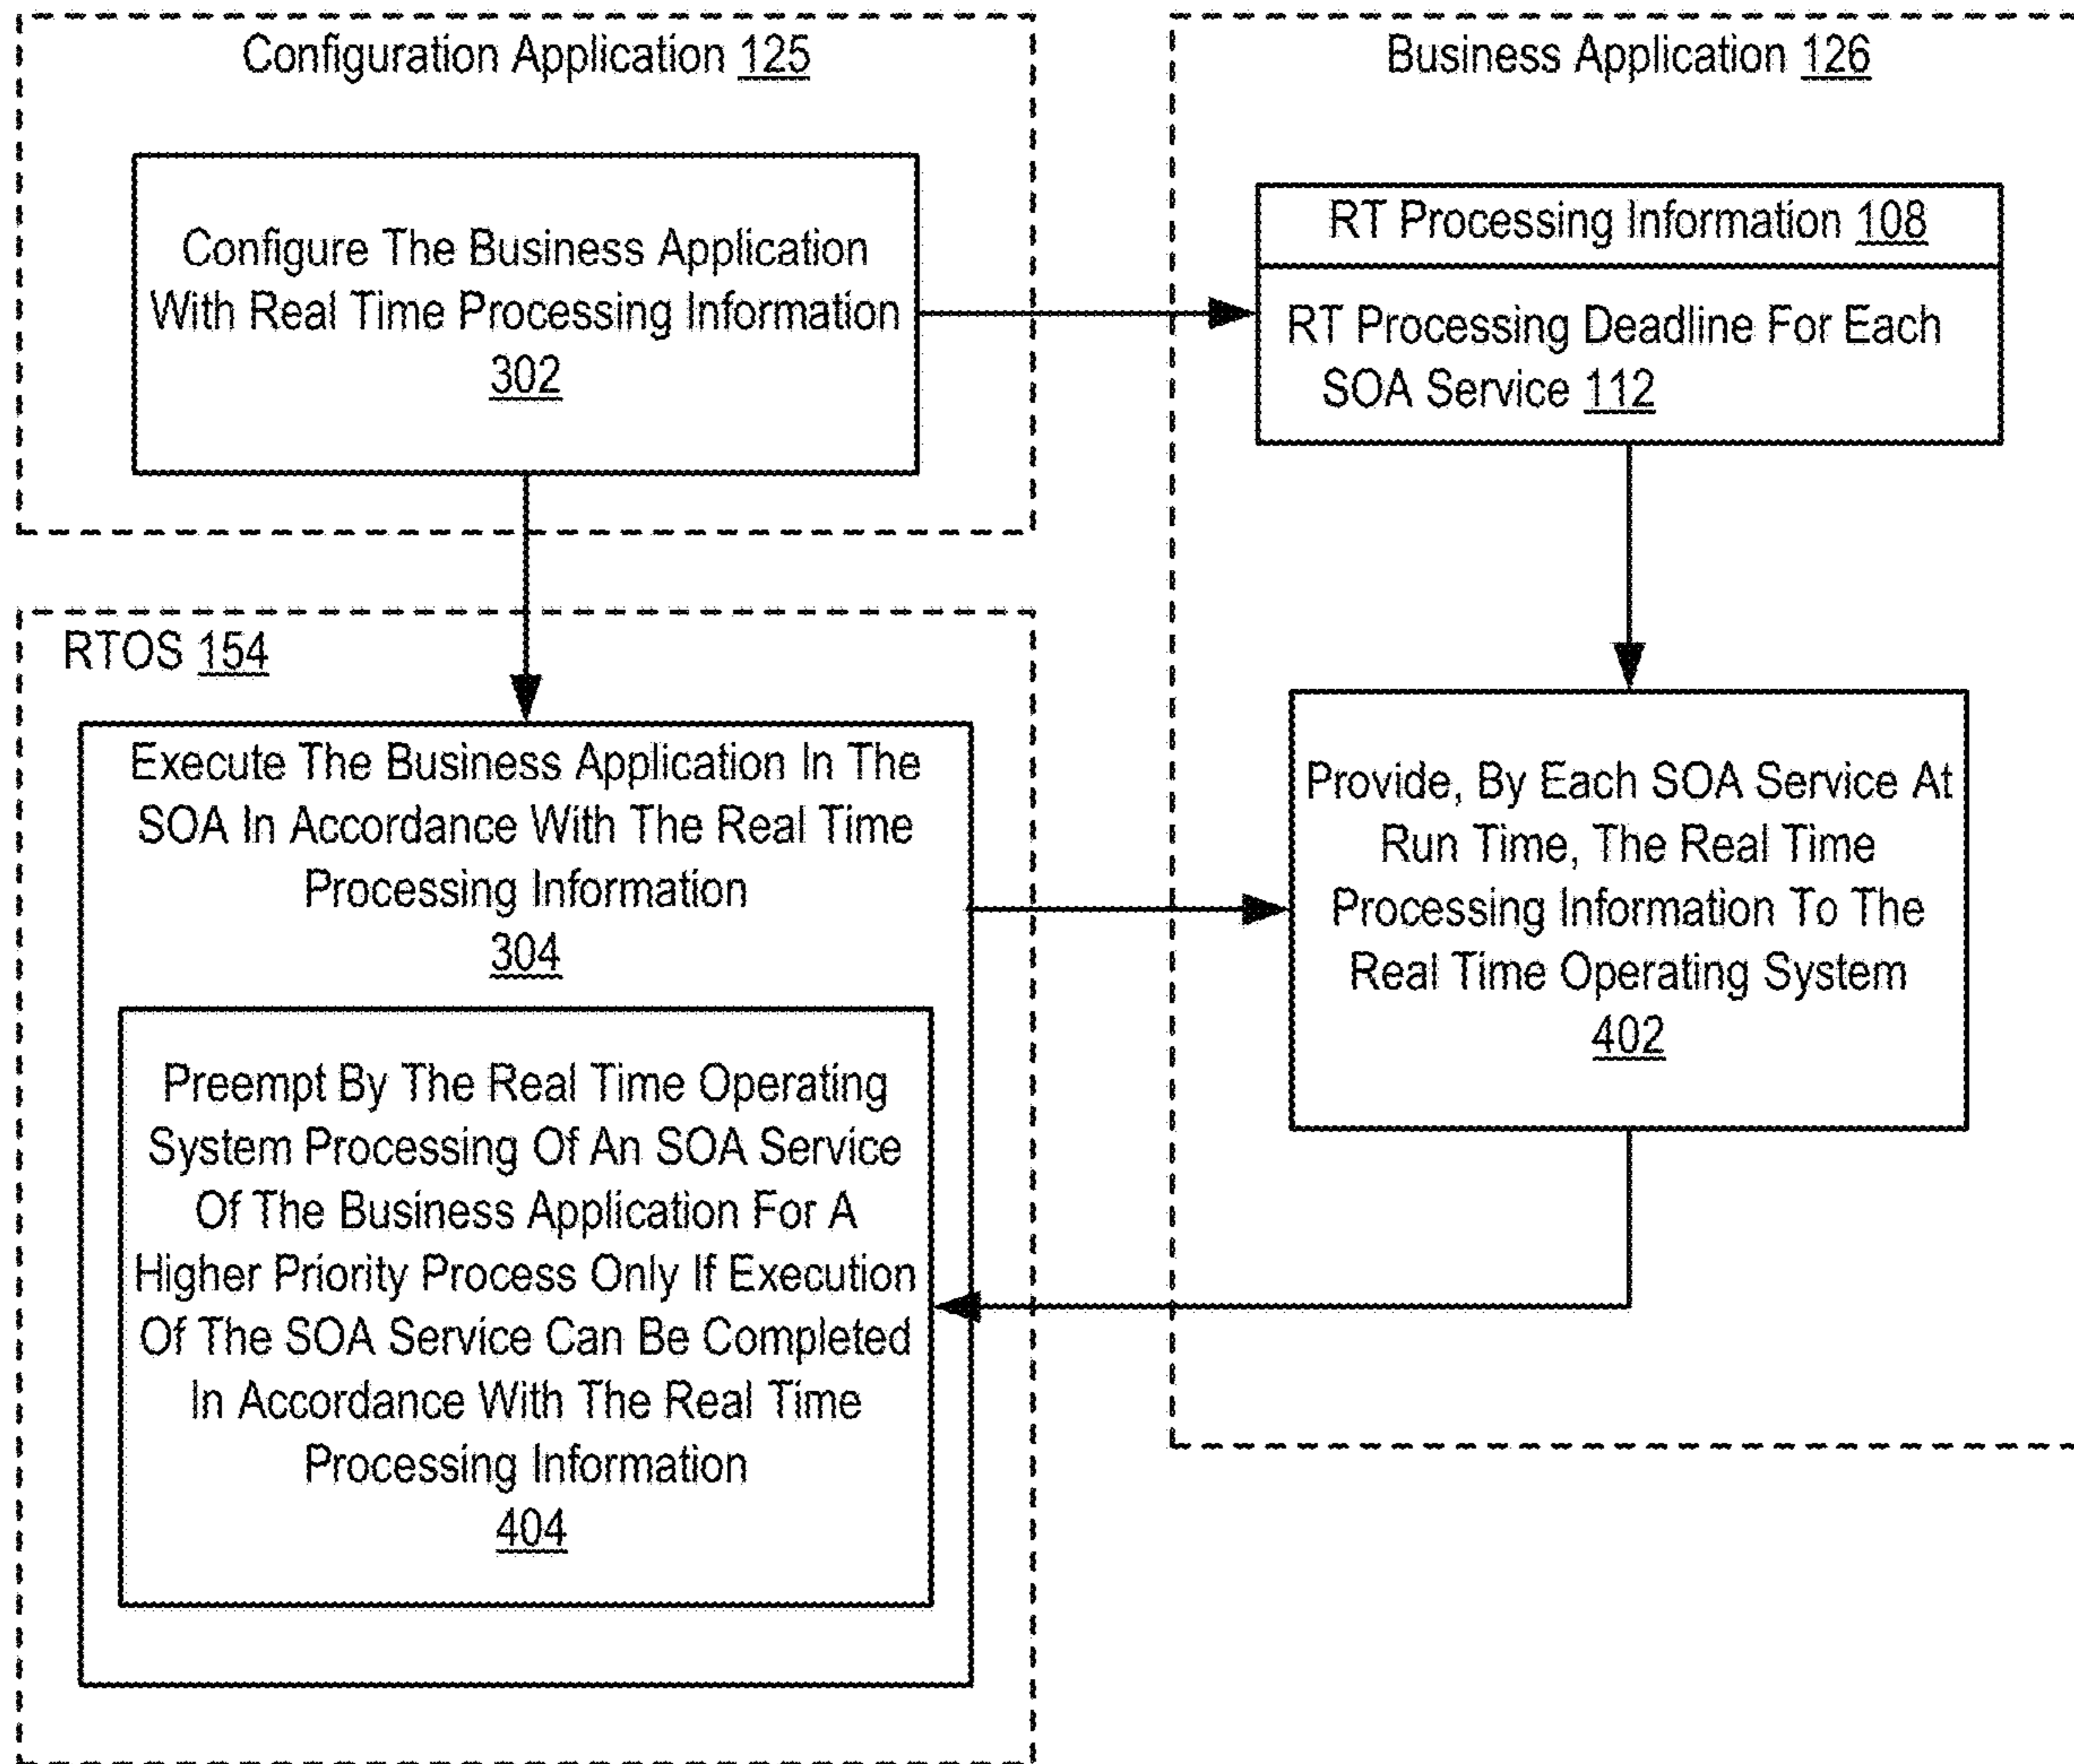 Configuration Application 125
Configure The Business Application
With Real Time Processing Information
302
Business Application 126
RT Processing Information 108
RT Processing Deadline For Each
SOA Service 112
RTOS 154
Execute The Business Application In The
SOA In Accordance With The Real Time
Processing Information
304
Provide, By Each SOA Service At
Run Time, The Real Time
Processing Information To The
Real Time Operating System
402
Preempt By The Real Time Operating
System Processing Of An SOA Service
Of The Business Application For A
Higher Priority Process Only If Execution
Of The SOA Service Can Be Completed
In Accordance With The Real Time
Processing Information
404